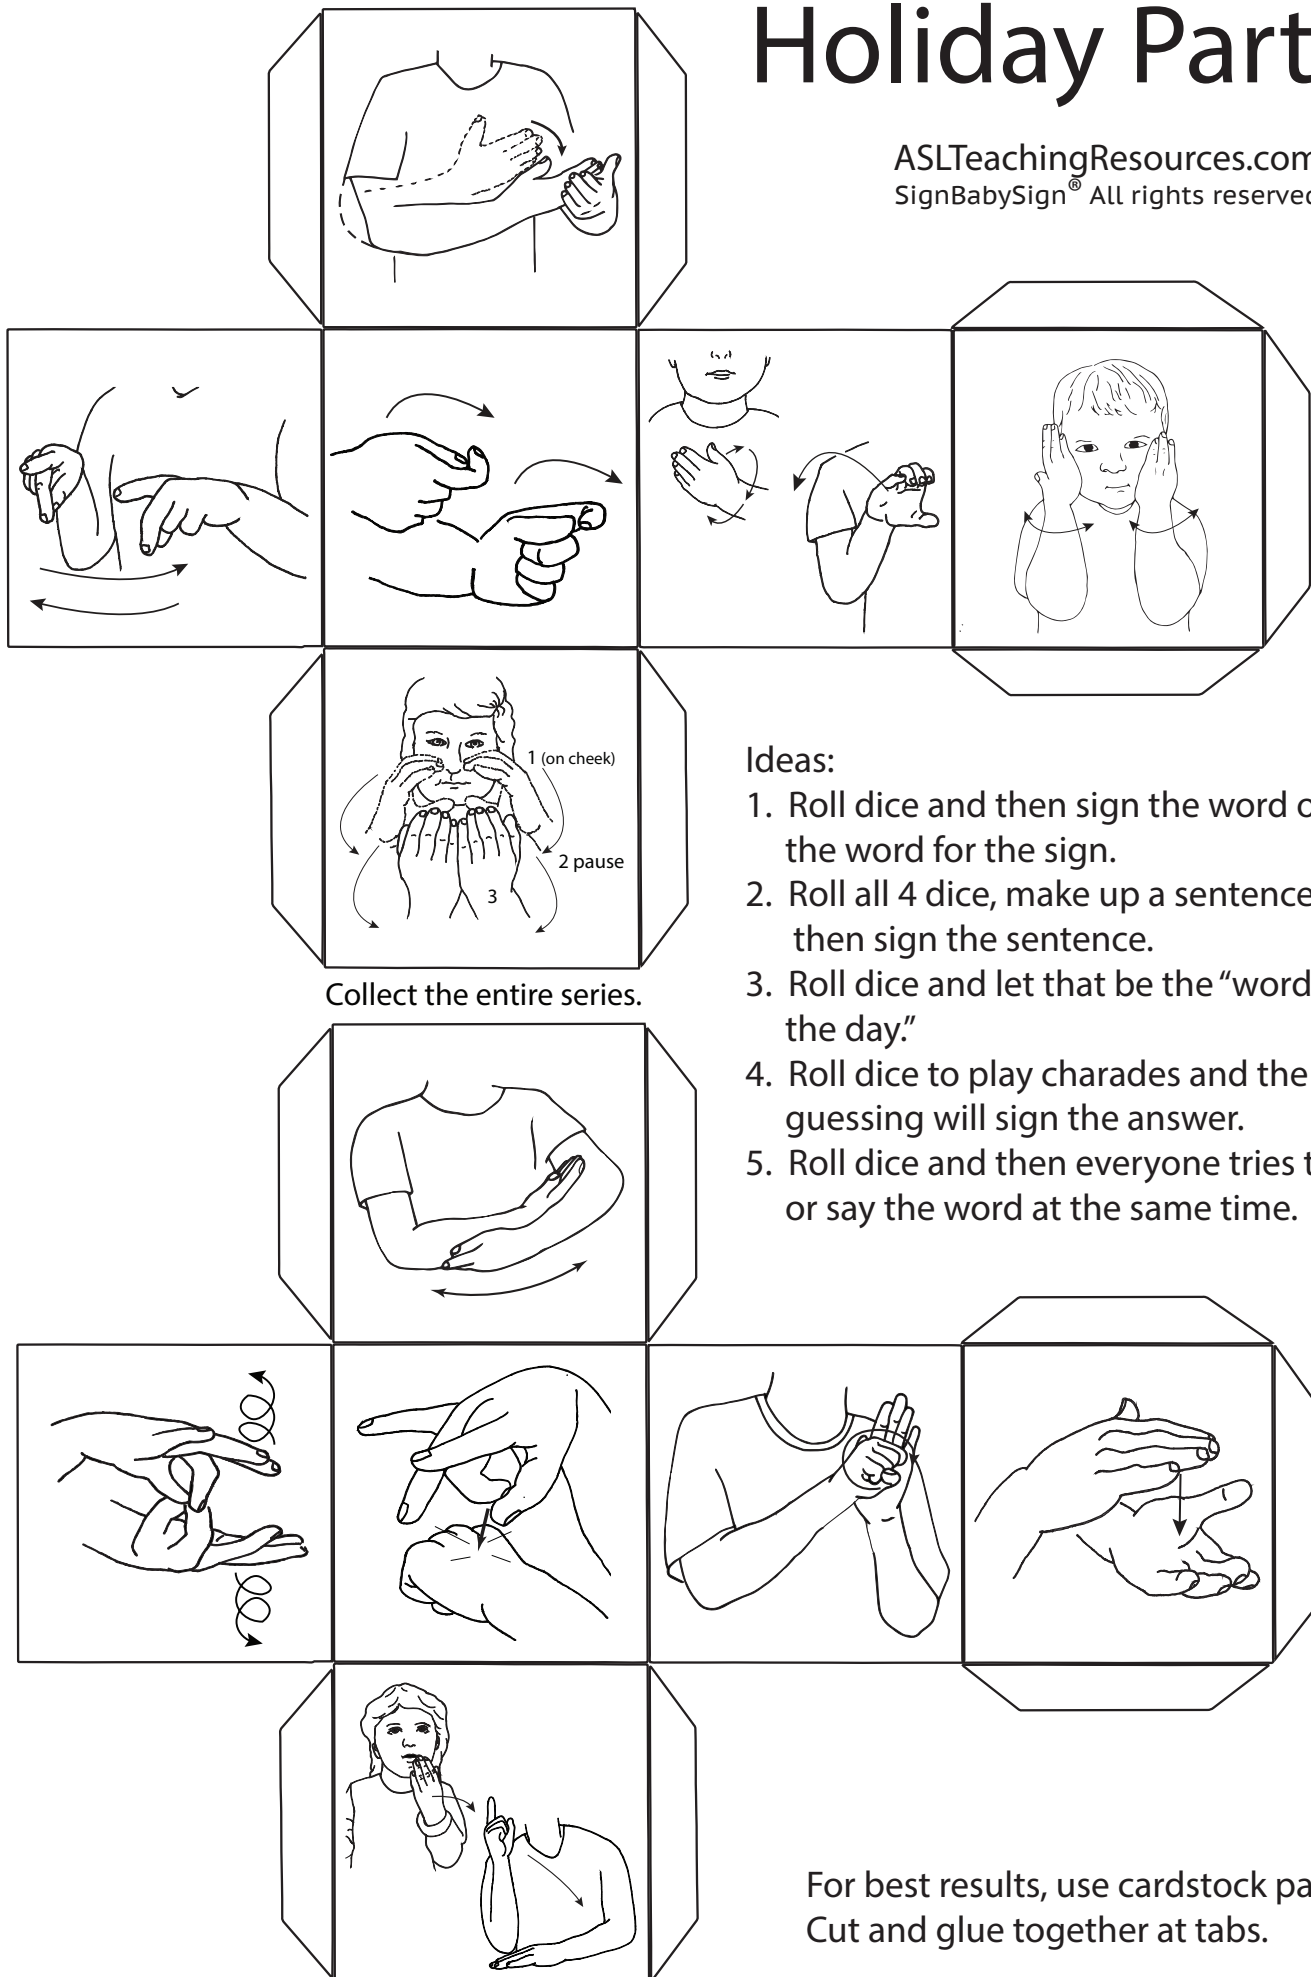 Holiday Part
ASLTeachingResources.com
SignBabySign® All rights reserved
1 (on cheek)
2 pause
3
Collect the entire series.
Ideas:
1. Roll dice and then sign the word o
the word for the sign.
2. Roll all 4 dice, make up a sentence
then sign the sentence.
3. Roll dice and let that be the “word
the day.”
4. Roll dice to play charades and the
guessing will sign the answer.
5. Roll dice and then everyone tries t
or say the word at the same time.
For best results, use cardstock pa
Cut and glue together at tabs.